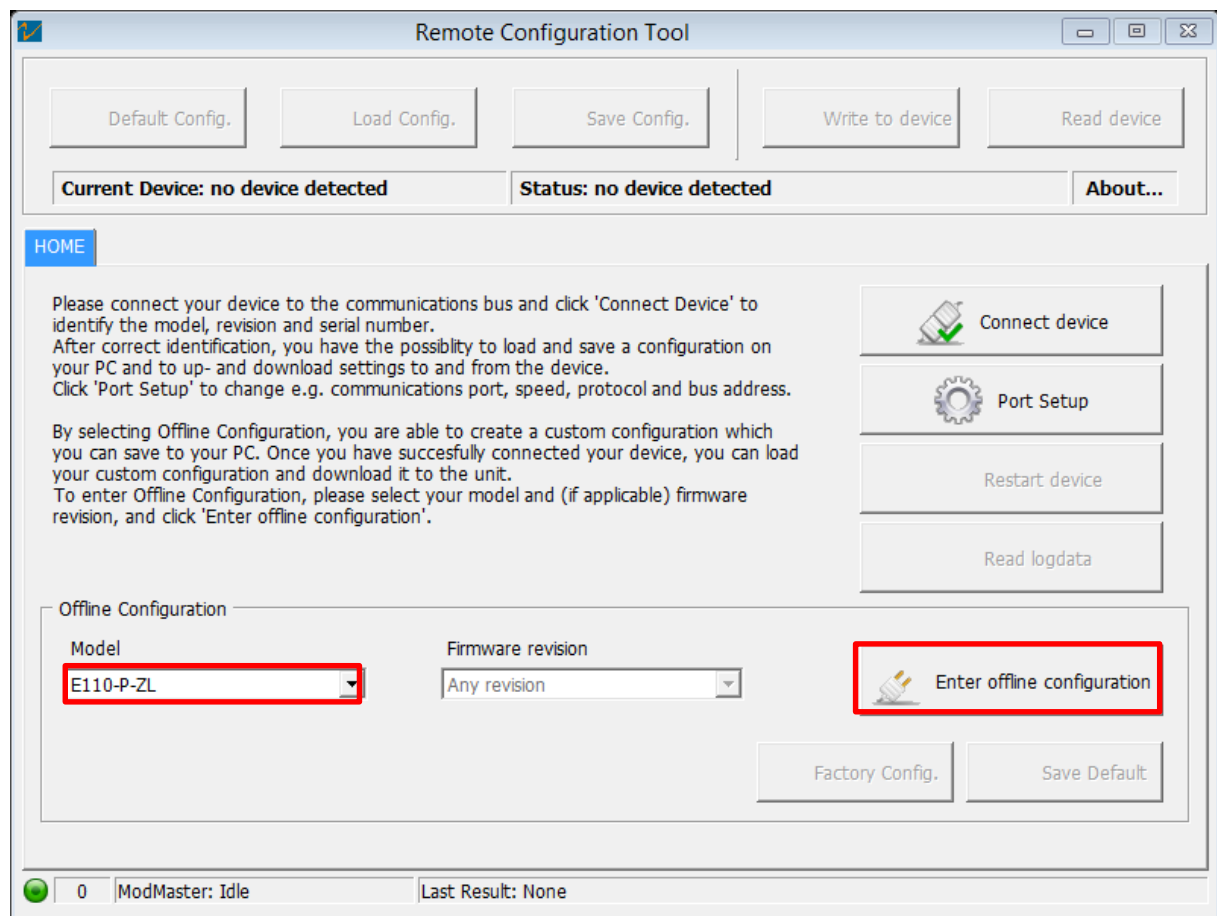 Remote Configuration Tool
Default Config.
Load Config.
Save Config.
Write to device
Read device
Current Device: no device detected
Status: no device detected
About...
HOME
Please connect your device to the communications bus and click 'Connect Device' to
identify the model, revision and serial number.
After correct identification, you have the possiblity to load and save a configuration on
your PC and to up- and download settings to and from the device.
Click 'Port Setup' to change e.g. communications port, speed, protocol and bus address.
By selecting Offline Configuration, you are able to create a custom configuration which
you can save to your PC. Once you have succesfully connected your device, you can load
your custom configuration and download it to the unit.
To enter Offline Configuration, please select your model and (if applicable) firmware
revision, and click 'Enter offline configuration'.
Connect device
Port Setup
Restart device
Read logdata
Offline Configuration
Model
Firmware revision
E110-P-ZL
Any revision
Enter offline configuration
Factory Config.
Save Default
0
ModMaster: Idle
Last Result: None